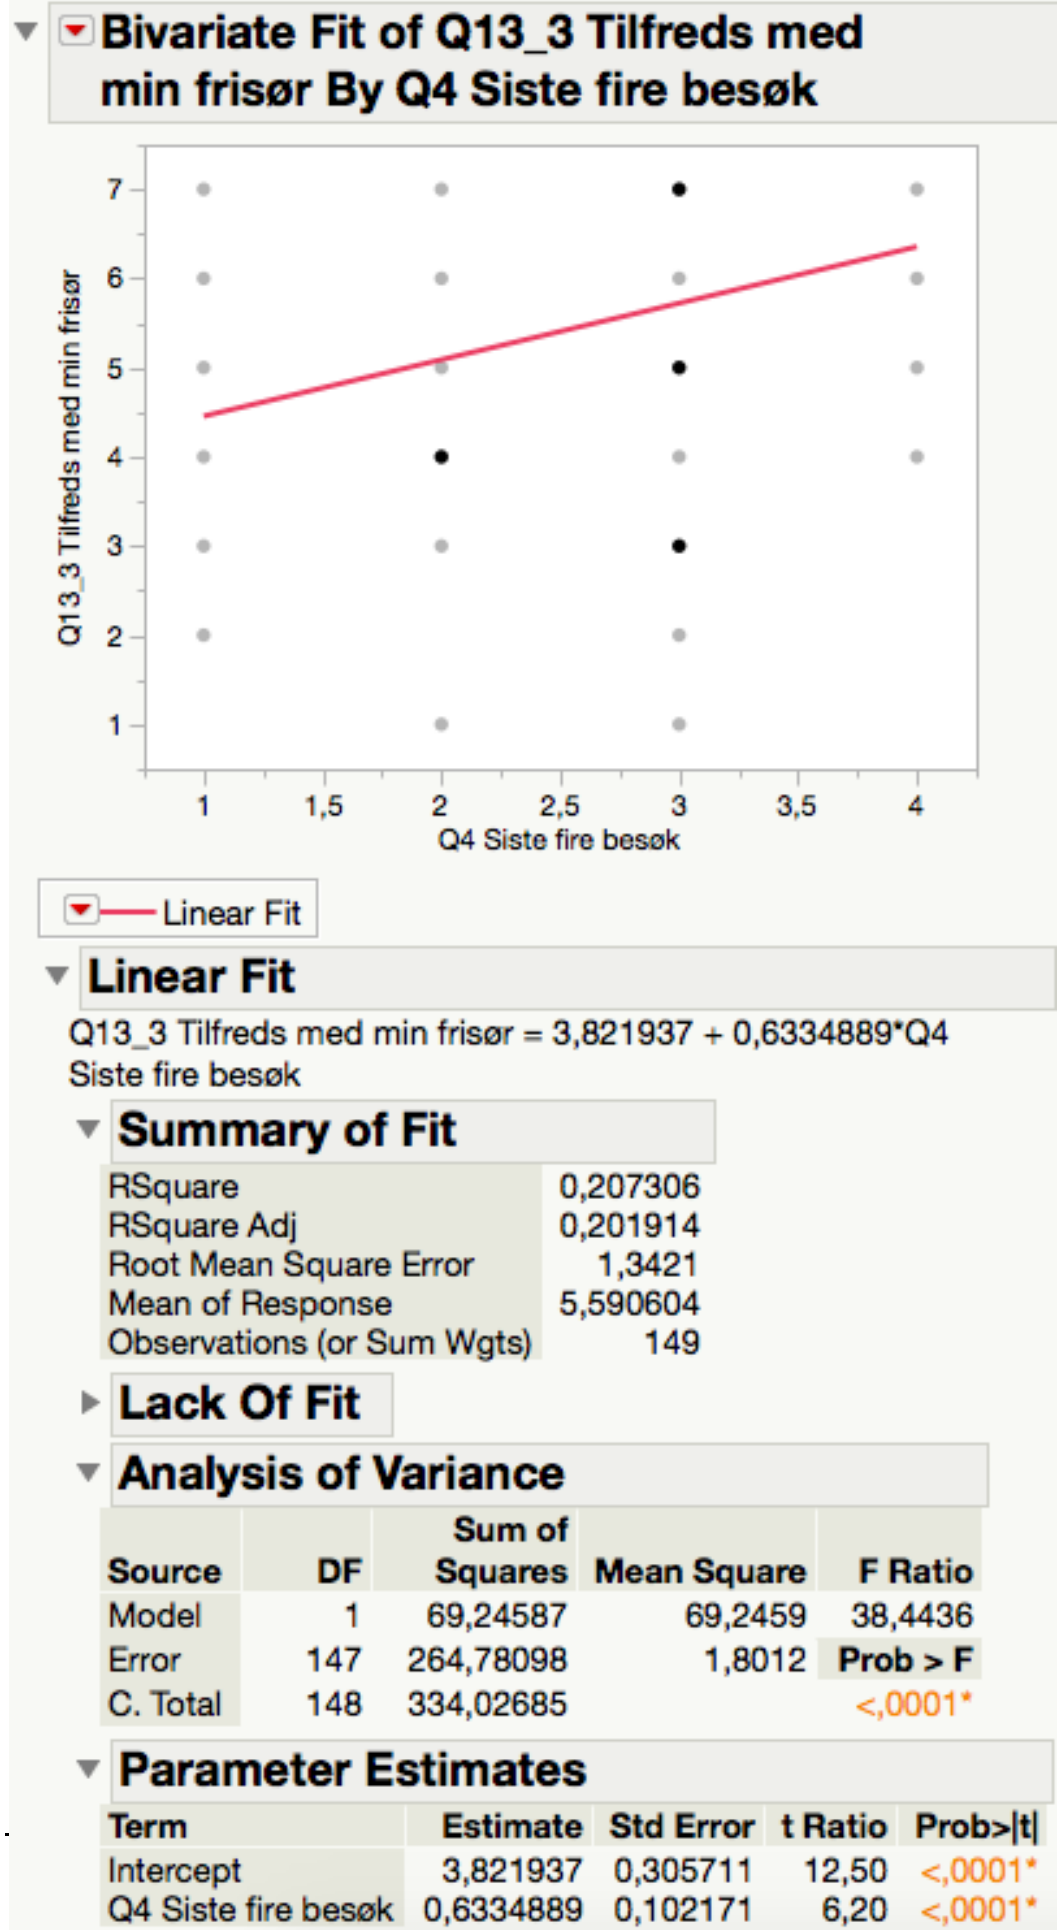 Bivariate Fit of Q13_3 Tilfreds med
min frisør By Q4 Siste fire besøk
7
6
5
4
3
2
1
Q13_3 Tilfreds med min frisør
1 1,5 2 2,5 3 3,5 4
Q4 Siste fire besøk
Linear Fit
Linear Fit
Q13_3 Tilfreds med min frisør = 3,821937 + 0,6334889*Q4
Siste fire besøk
Summary of Fit
RSquare 0,207306
RSquare Adj 0,201914
Root Mean Square Error 1,3421
Mean of Response 5,590604
Observations (or Sum Wgts) 149
Lack Of Fit
Analysis of Variance
Sum of
Source DF Squares Mean Square F Ratio
Model 1 69,24587 69,2459 38,4436
Error 147 264,78098 1,8012 Prob > F
C. Total 148 334,02685 <,0001*
Parameter Estimates
Term Estimate Std Error t Ratio Prob>|t|
Intercept 3,821937 0,305711 12,50 <,0001*
Q4 Siste fire besøk 0,6334889 0,102171 6,20 <,0001*